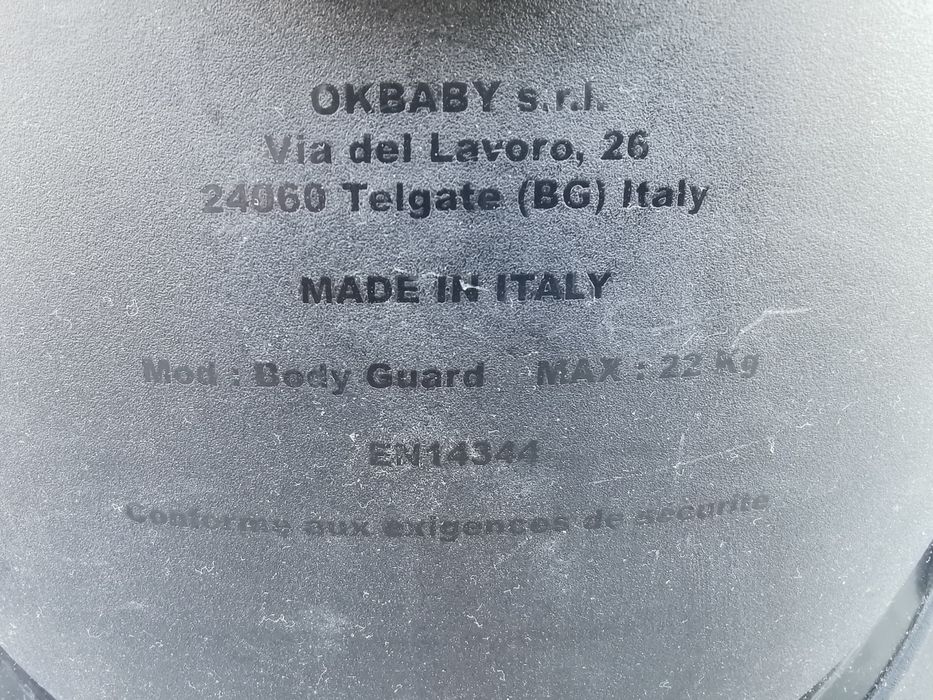 OKBABY s.r.l.
Via del Lavoro, 26
24060 Telgate (BG) Italy
MADE IN ITALY
Mod : Body Guard MAX : 22 Kg
EN14344
Conforme aux exigences de sécurité